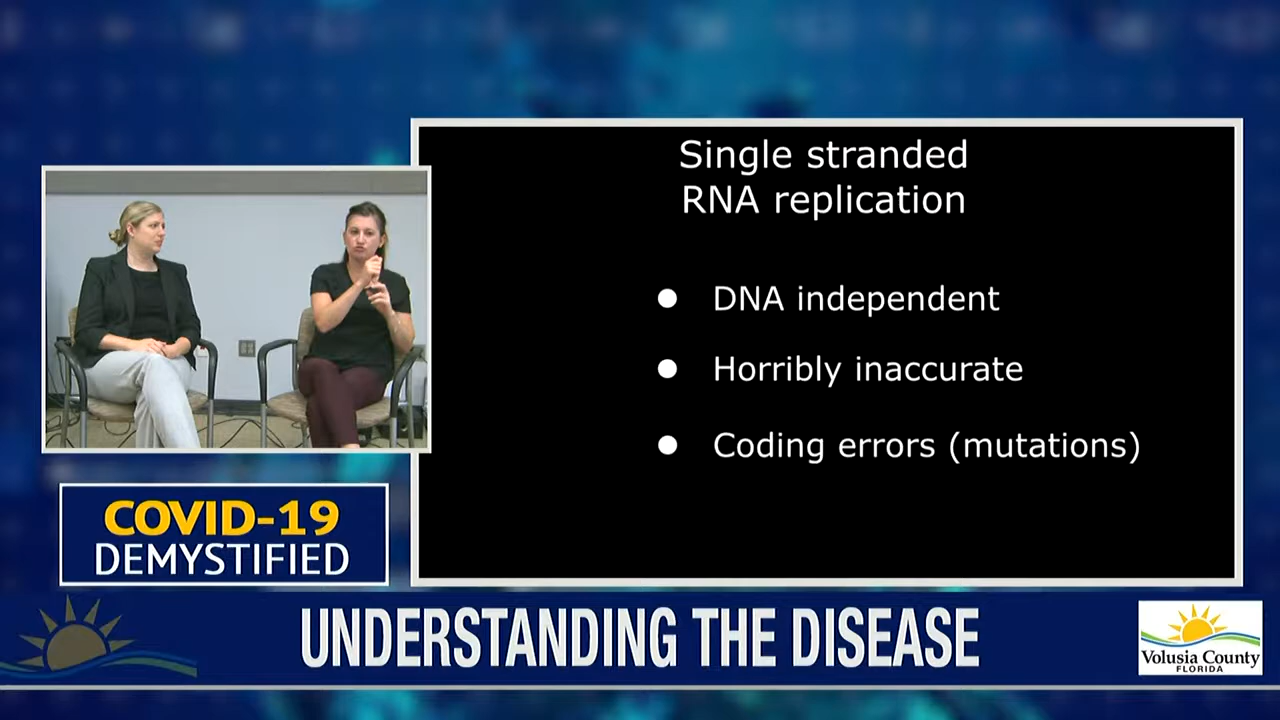 Single stranded
RNA replication
● DNA independent
● Horribly inaccurate
● Coding errors (mutations)
COVID-19
DEMYSTIFIED
UNDERSTANDING THE DISEASE
Volusia County
FLORIDA